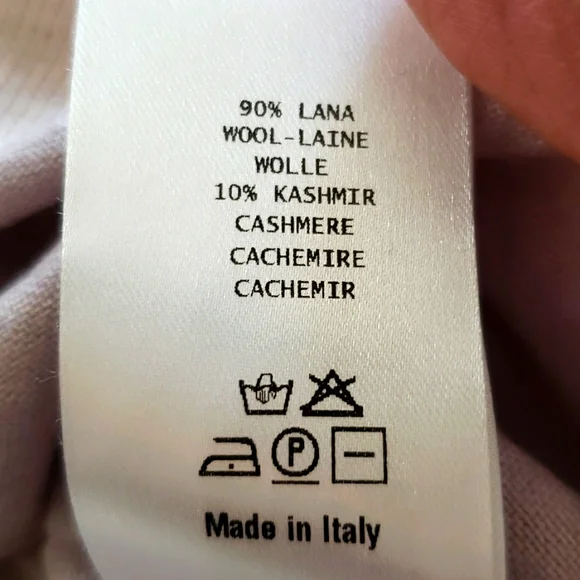 90% LANA
WOOL-LAINE
WOLLE
10% KASHMIR
CASHMERE
CACHEMIRE
CACHEMIR
P
Made in Italy